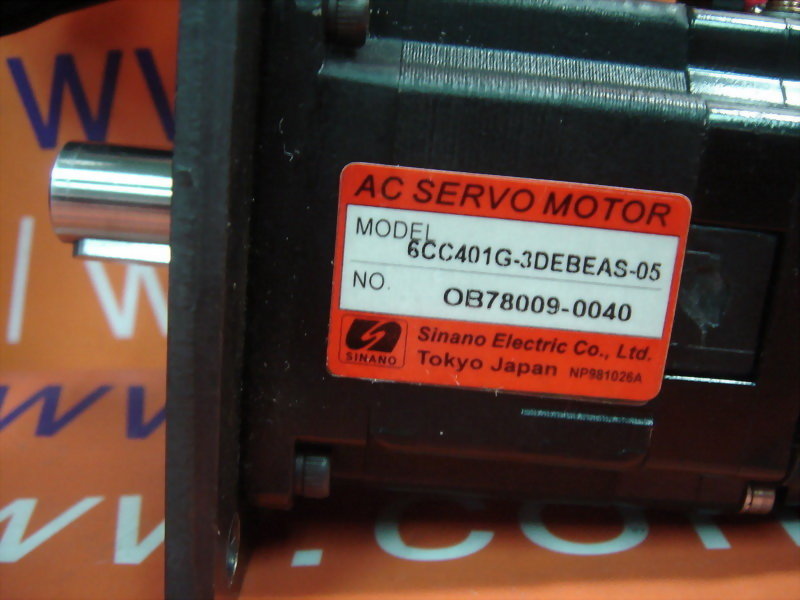 AC SERVO MOTOR
MODEL
6CC401G-3DEBEAS-05
NO.
OB78009-0040
SINANO
Sinano Electric Co., Ltd.
Tokyo Japan NP981026A